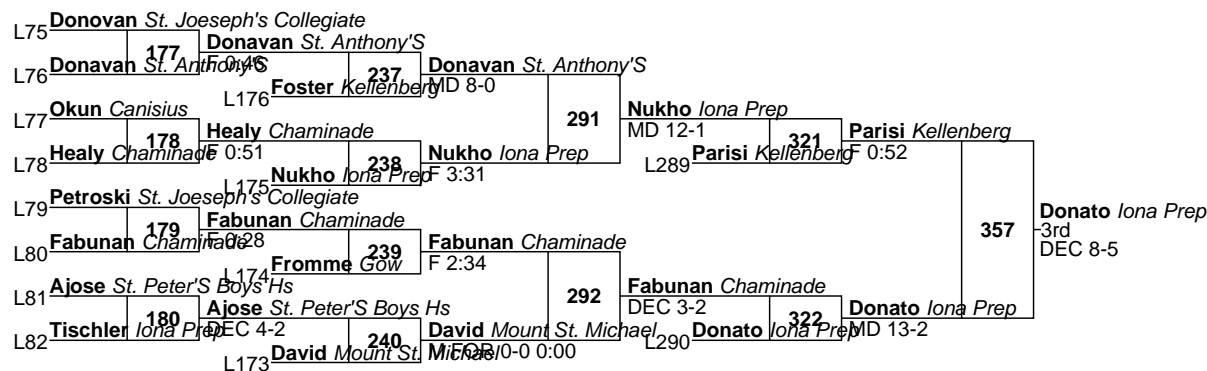 L75 Donovan St. Joeseph's Collegiate
177
L76 Donavan St. Anthony'S
Donavan St. Anthony'S
F 0:46
237
L176 Foster Kellenberg
Donavan St. Anthony'S
MD 8-0
L77 Okun Canisius
178
L78 Healy Chaminade
Healy Chaminade
F 0:51
238
L175 Nukho Iona Prep
Nukho Iona Prep
F 3:31
291
Nukho Iona Prep
MD 12-1
321
L289 Parisi Kellenberg
Parisi Kellenberg
F 0:52
L79 Petroski St. Joeseph's Collegiate
179
L80 Fabunan Chaminade
Fabunan Chaminade
F 0:28
239
L174 Fromme Gow
Fabunan Chaminade
F 2:34
L81 Ajose St. Peter'S Boys Hs
180
L82 Tischler Iona Prep
Ajose St. Peter'S Boys Hs
DEC 4-2
240
L173 David Mount St. Michael
David Mount St. Michael
M FOR 0-0 0:00
292
Fabunan Chaminade
DEC 3-2
322
L290 Donato Iona Prep
Donato Iona Prep
MD 13-2
357
Donato Iona Prep
3rd
DEC 8-5